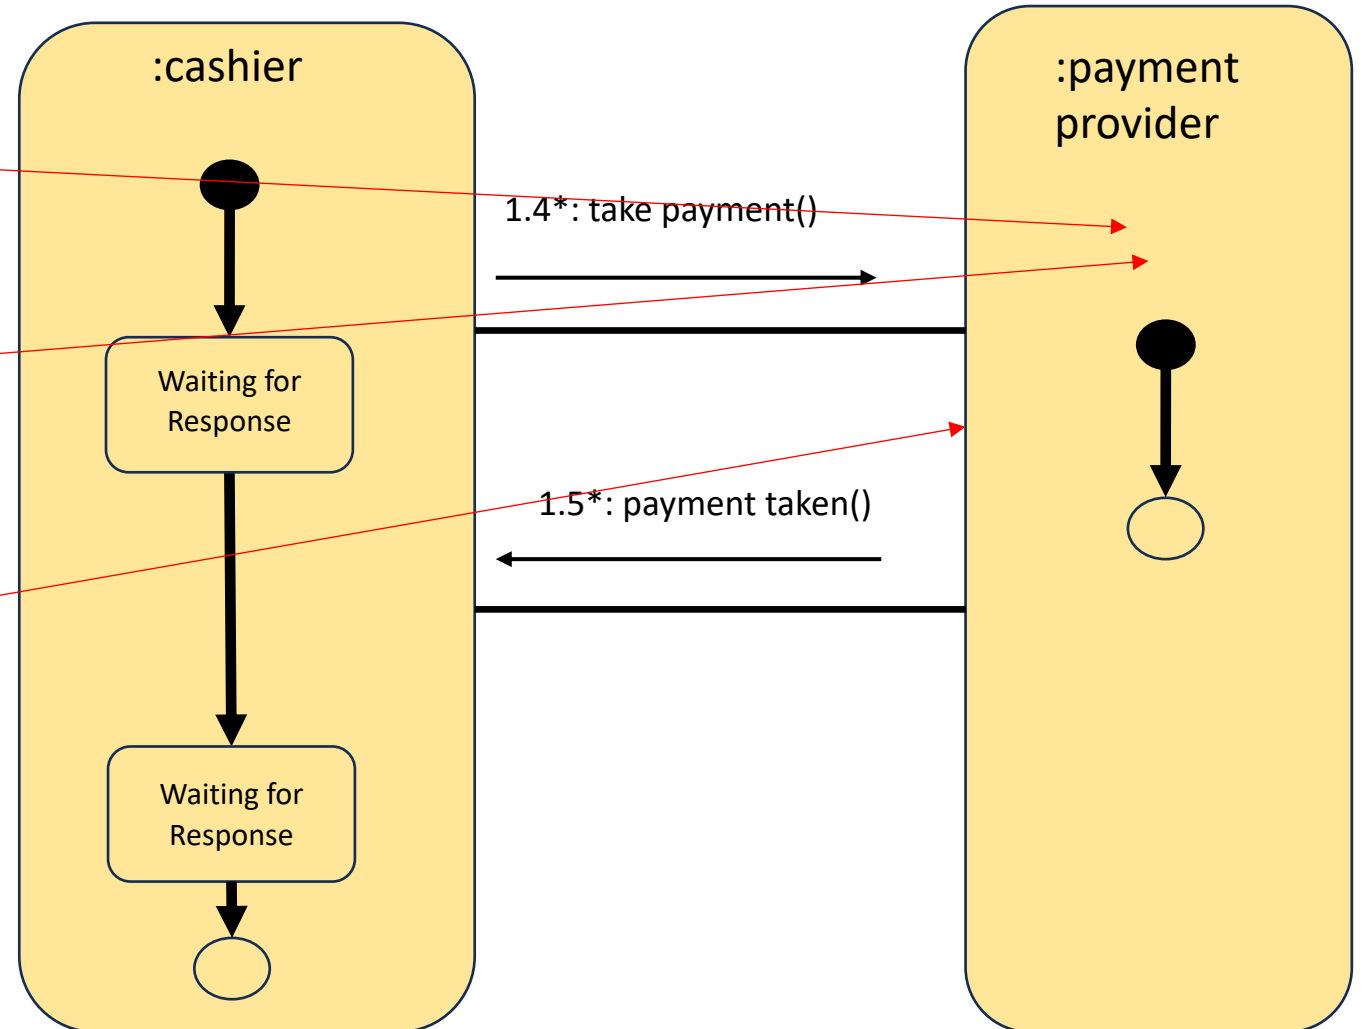 :cashier
:payment
provider
1.4*: take payment()
Waiting for
Response
1.5*: payment taken()
Waiting for
Response